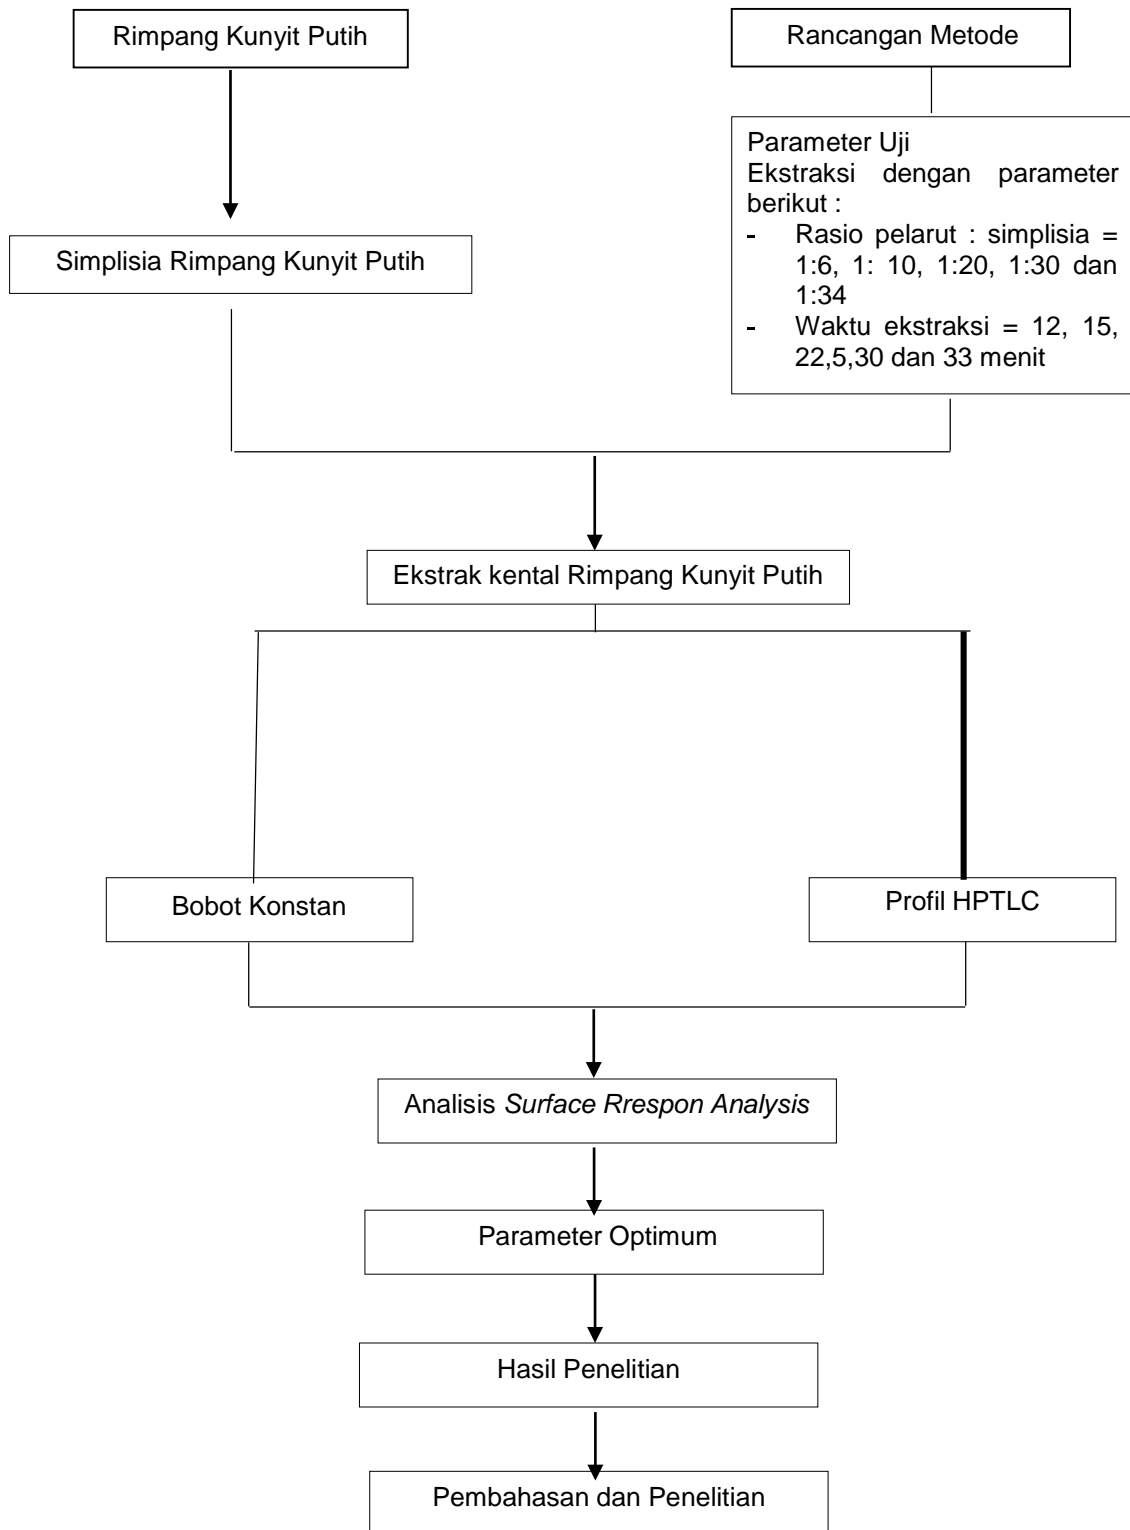 Rimpang Kunyit Putih
Rancangan Metode
Parameter Uji
Ekstraksi dengan parameter
berikut :
- Rasio pelarut : simplisia =
1:6, 1: 10, 1:20, 1:30 dan
1:34
- Waktu ekstraksi = 12, 15,
22,5,30 dan 33 menit
Simplisia Rimpang Kunyit Putih
Ekstrak kental Rimpang Kunyit Putih
Bobot Konstan
Profil HPTLC
Analisis Surface Rrespon Analysis
Parameter Optimum
Hasil Penelitian
Pembahasan dan Penelitian